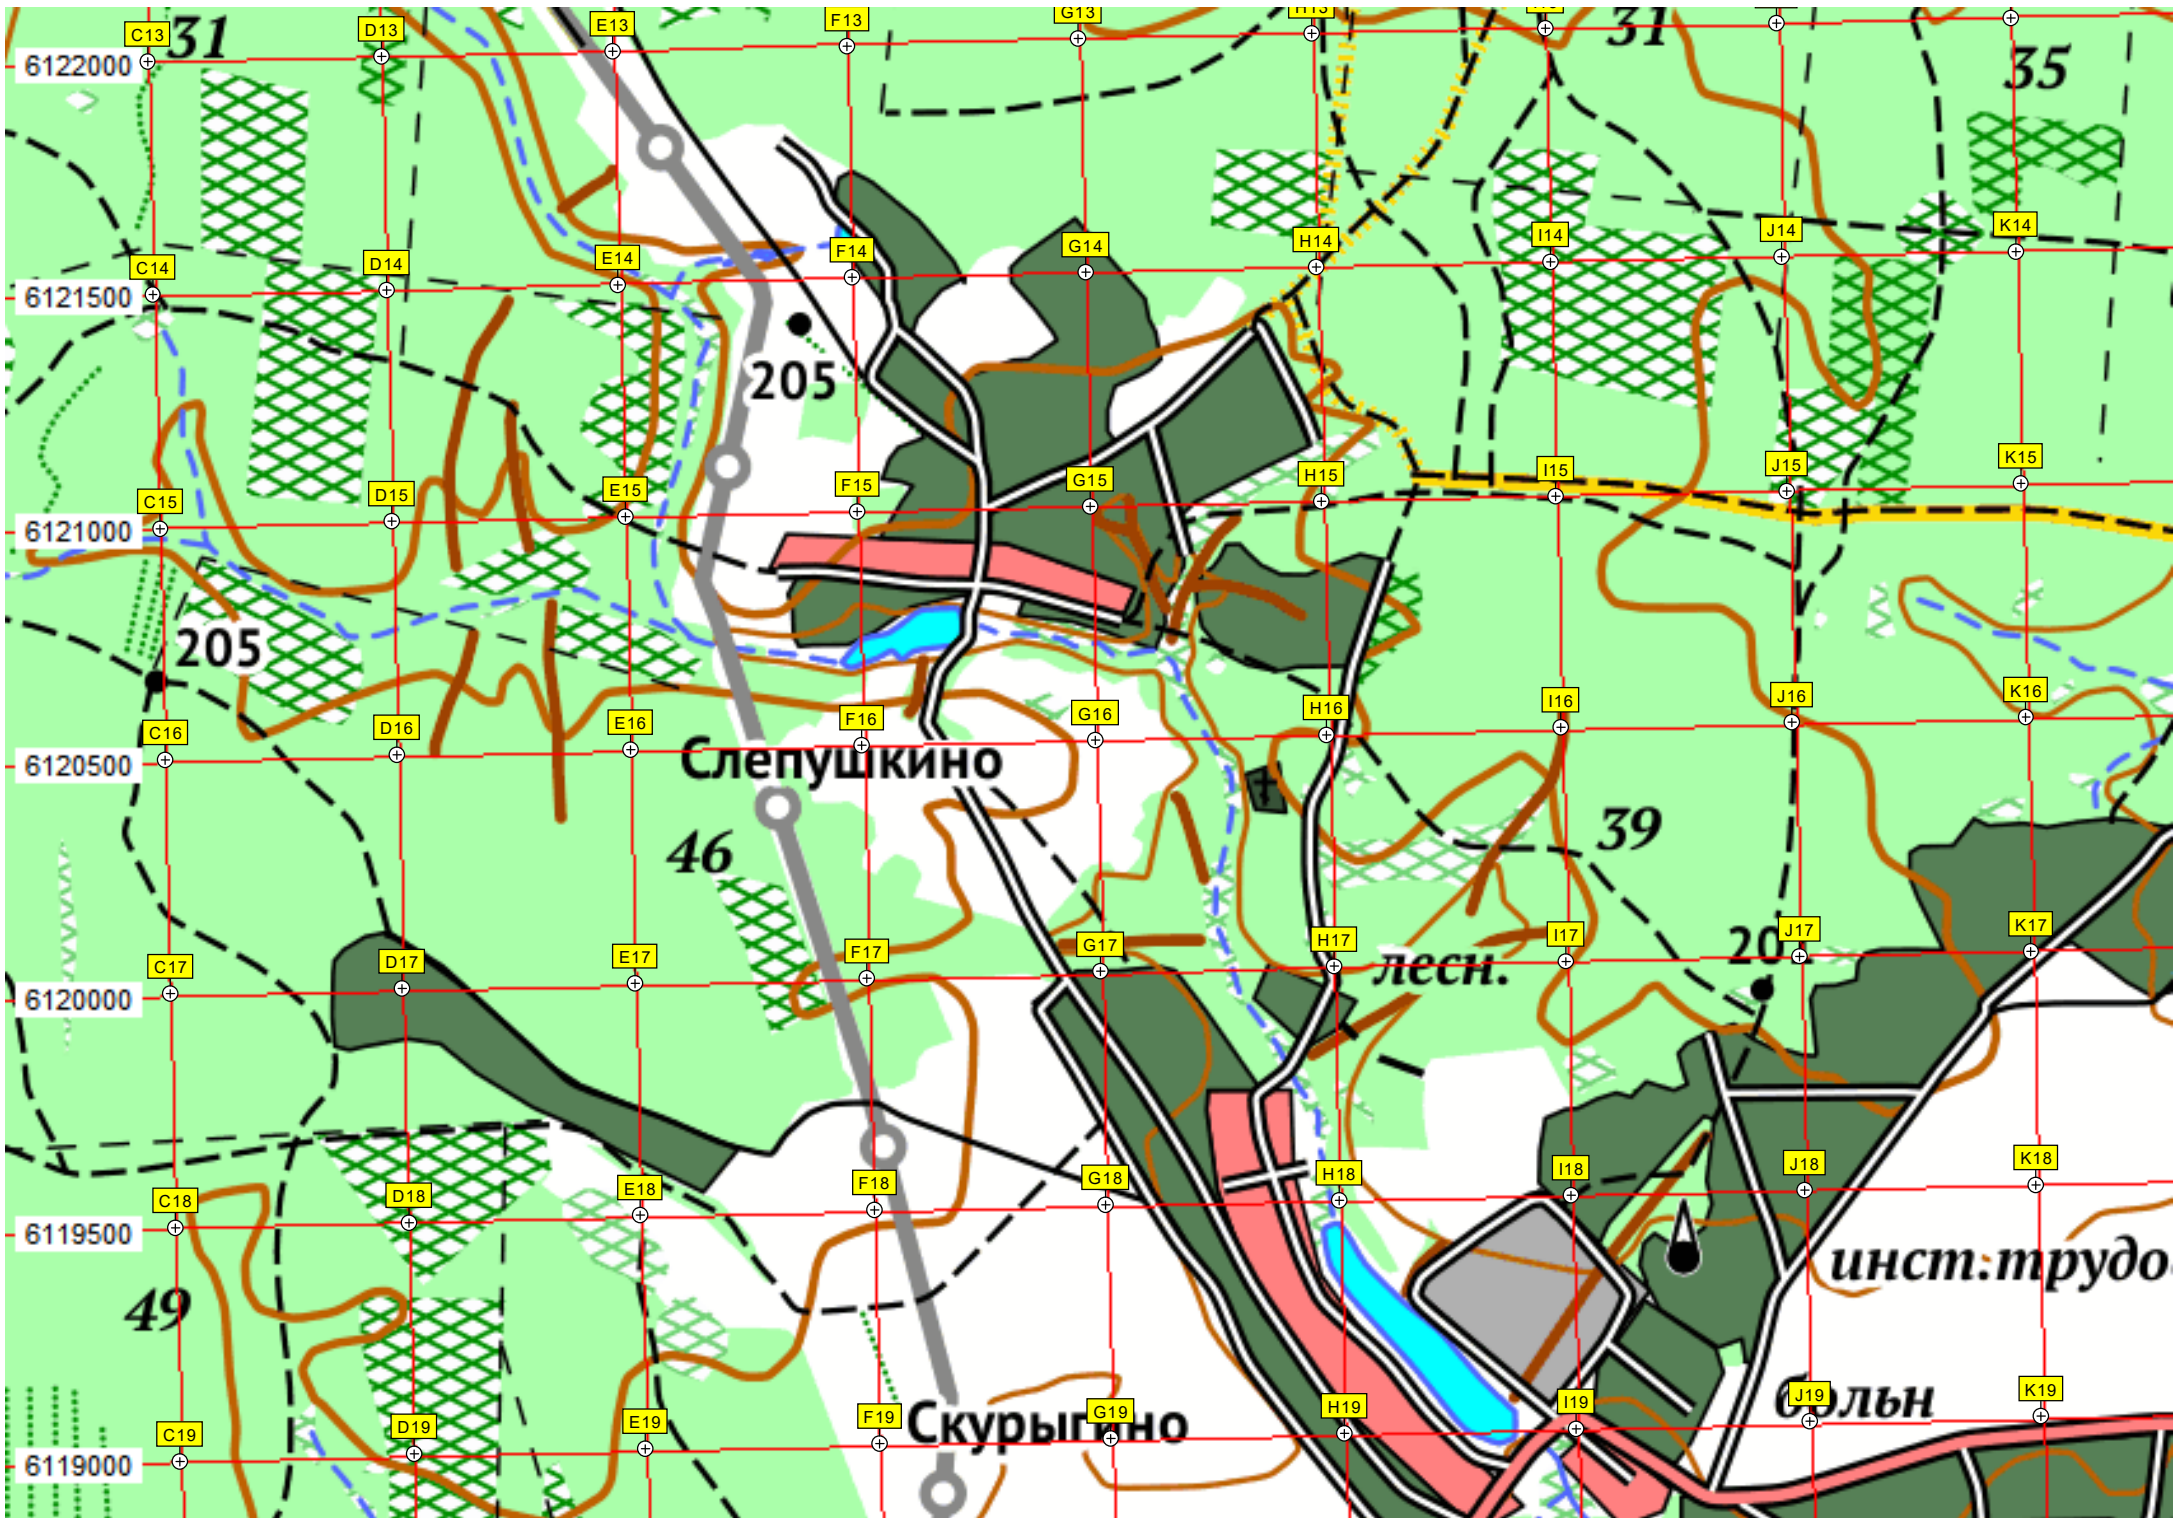 C13 D13 E13 F13 G13 H13
31 31 35
6122000
C14 D14 E14 F14 G14 H14 I14 J14 K14
6121500
205
C15 D15 E15 F15 G15 H15 I15 J15 K15
6121000
205
C16 D16 E16 F16 G16 H16 I16 J16 K16
6120500
Слепушкино
46 39
C17 D17 E17 F17 G17 H17 I17 J17 K17
лесн.
6120000
C18 D18 E18 F18 G18 H18 I18 J18 K18
6119500
инст.трудо
49
C19 D19 E19 F19 G19 H19 I19 J19 K19
Скурыгино
больн
6119000